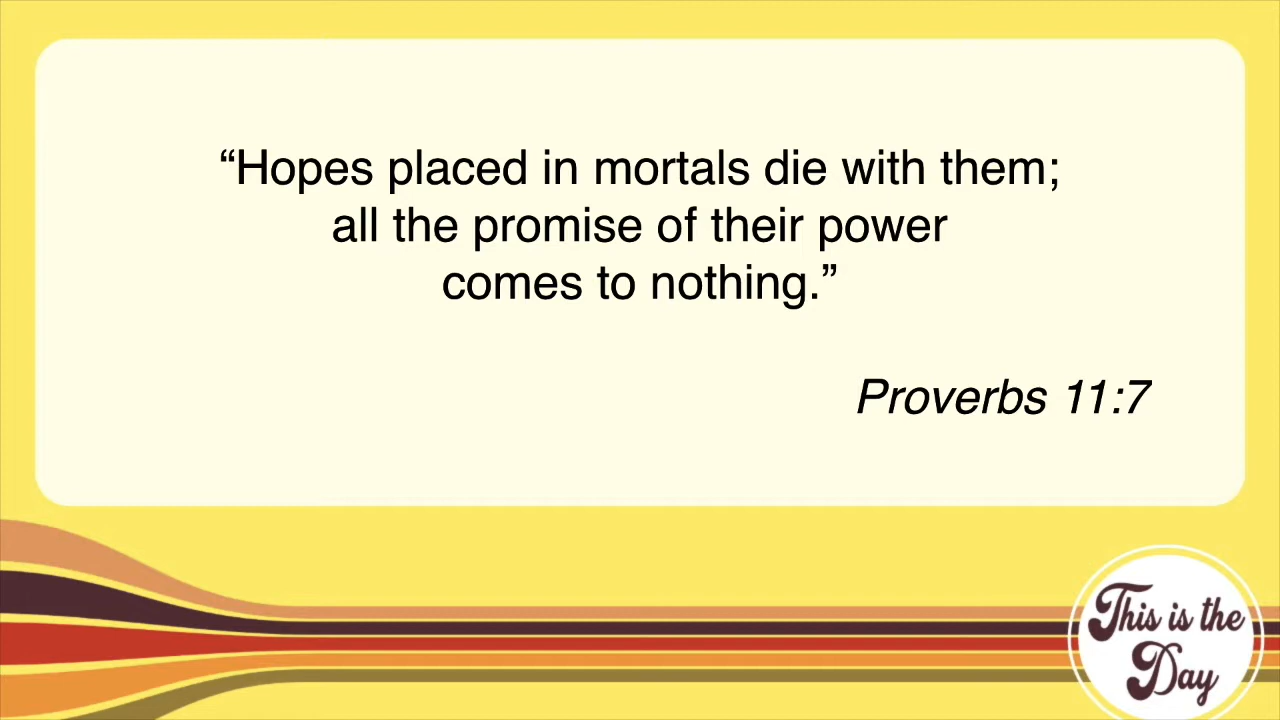 “Hopes placed in mortals die with them;
all the promise of their power
comes to nothing.”
Proverbs 11:7
This is the
Day